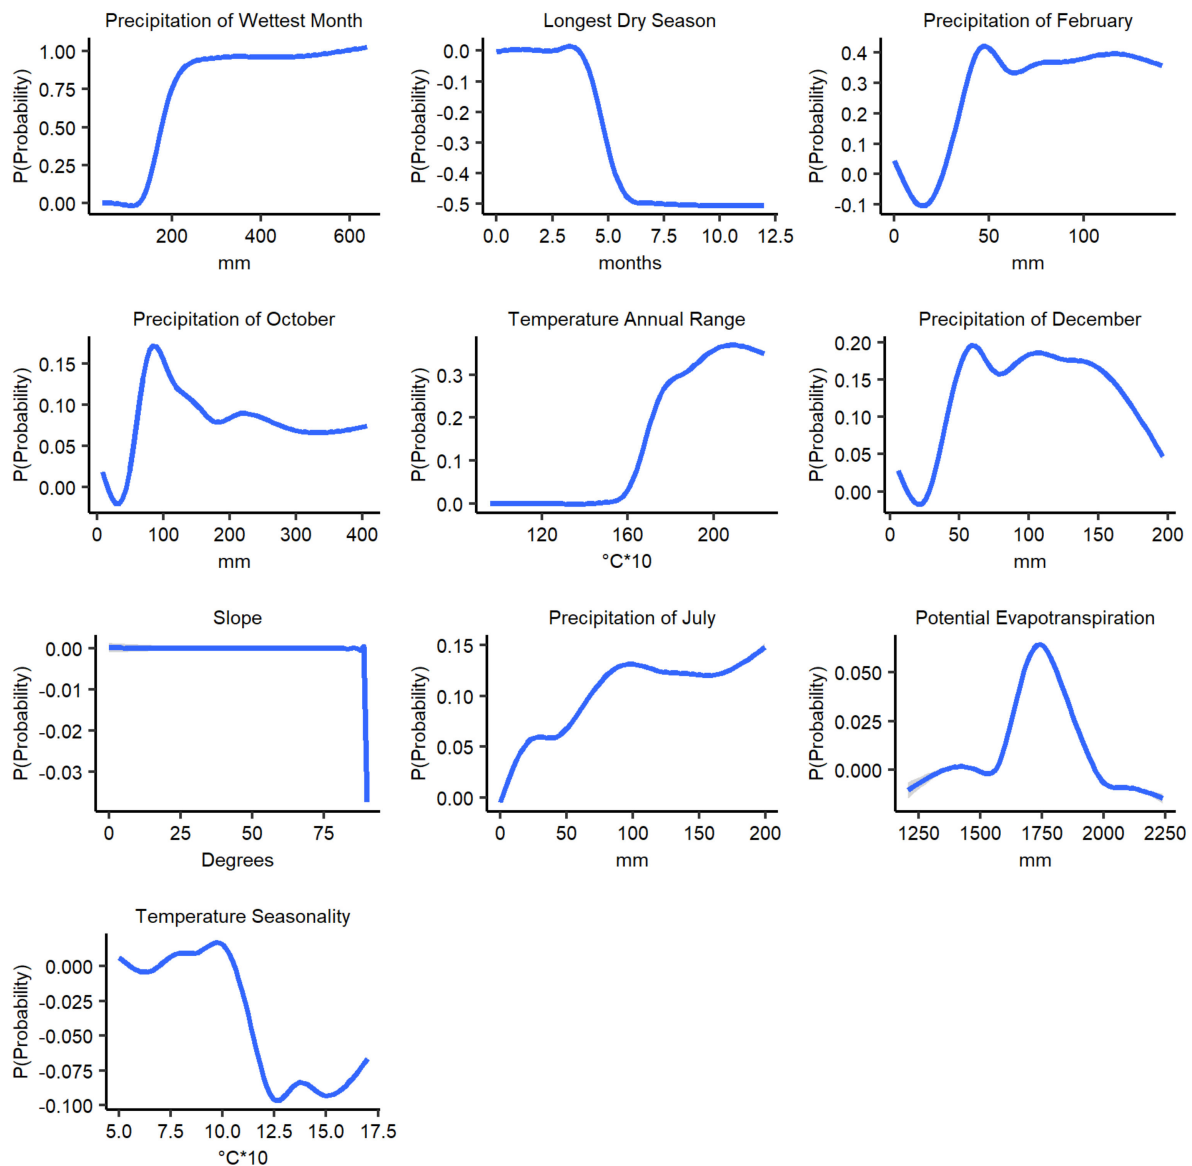 Precipitation of Wettest Month
P(Probability)
1.00
0.75
0.50
0.25
0.00
200 400 600
mm
Longest Dry Season
P(Probability)
0.0
-0.1
-0.2
-0.3
-0.4
-0.5
0.0 2.5 5.0 7.5 10.0 12.5
months
Precipitation of February
P(Probability)
0.4
0.3
0.2
0.1
0.0
-0.1
0 50 100
mm
Precipitation of October
P(Probability)
0.15
0.10
0.05
0.00
0 100 200 300 400
mm
Temperature Annual Range
P(Probability)
0.3
0.2
0.1
0.0
120 160 200
°C*10
Precipitation of December
P(Probability)
0.20
0.15
0.10
0.05
0.00
0 50 100 150 200
mm
Slope
P(Probability)
0.00
-0.01
-0.02
-0.03
0 25 50 75
Degrees
Precipitation of July
P(Probability)
0.15
0.10
0.05
0.00
0 50 100 150 200
mm
Potential Evapotranspiration
P(Probability)
0.050
0.025
0.000
1250 1500 1750 2000 2250
mm
Temperature Seasonality
P(Probability)
0.000
-0.025
-0.050
-0.075
-0.100
5.0 7.5 10.0 12.5 15.0 17.5
°C*10